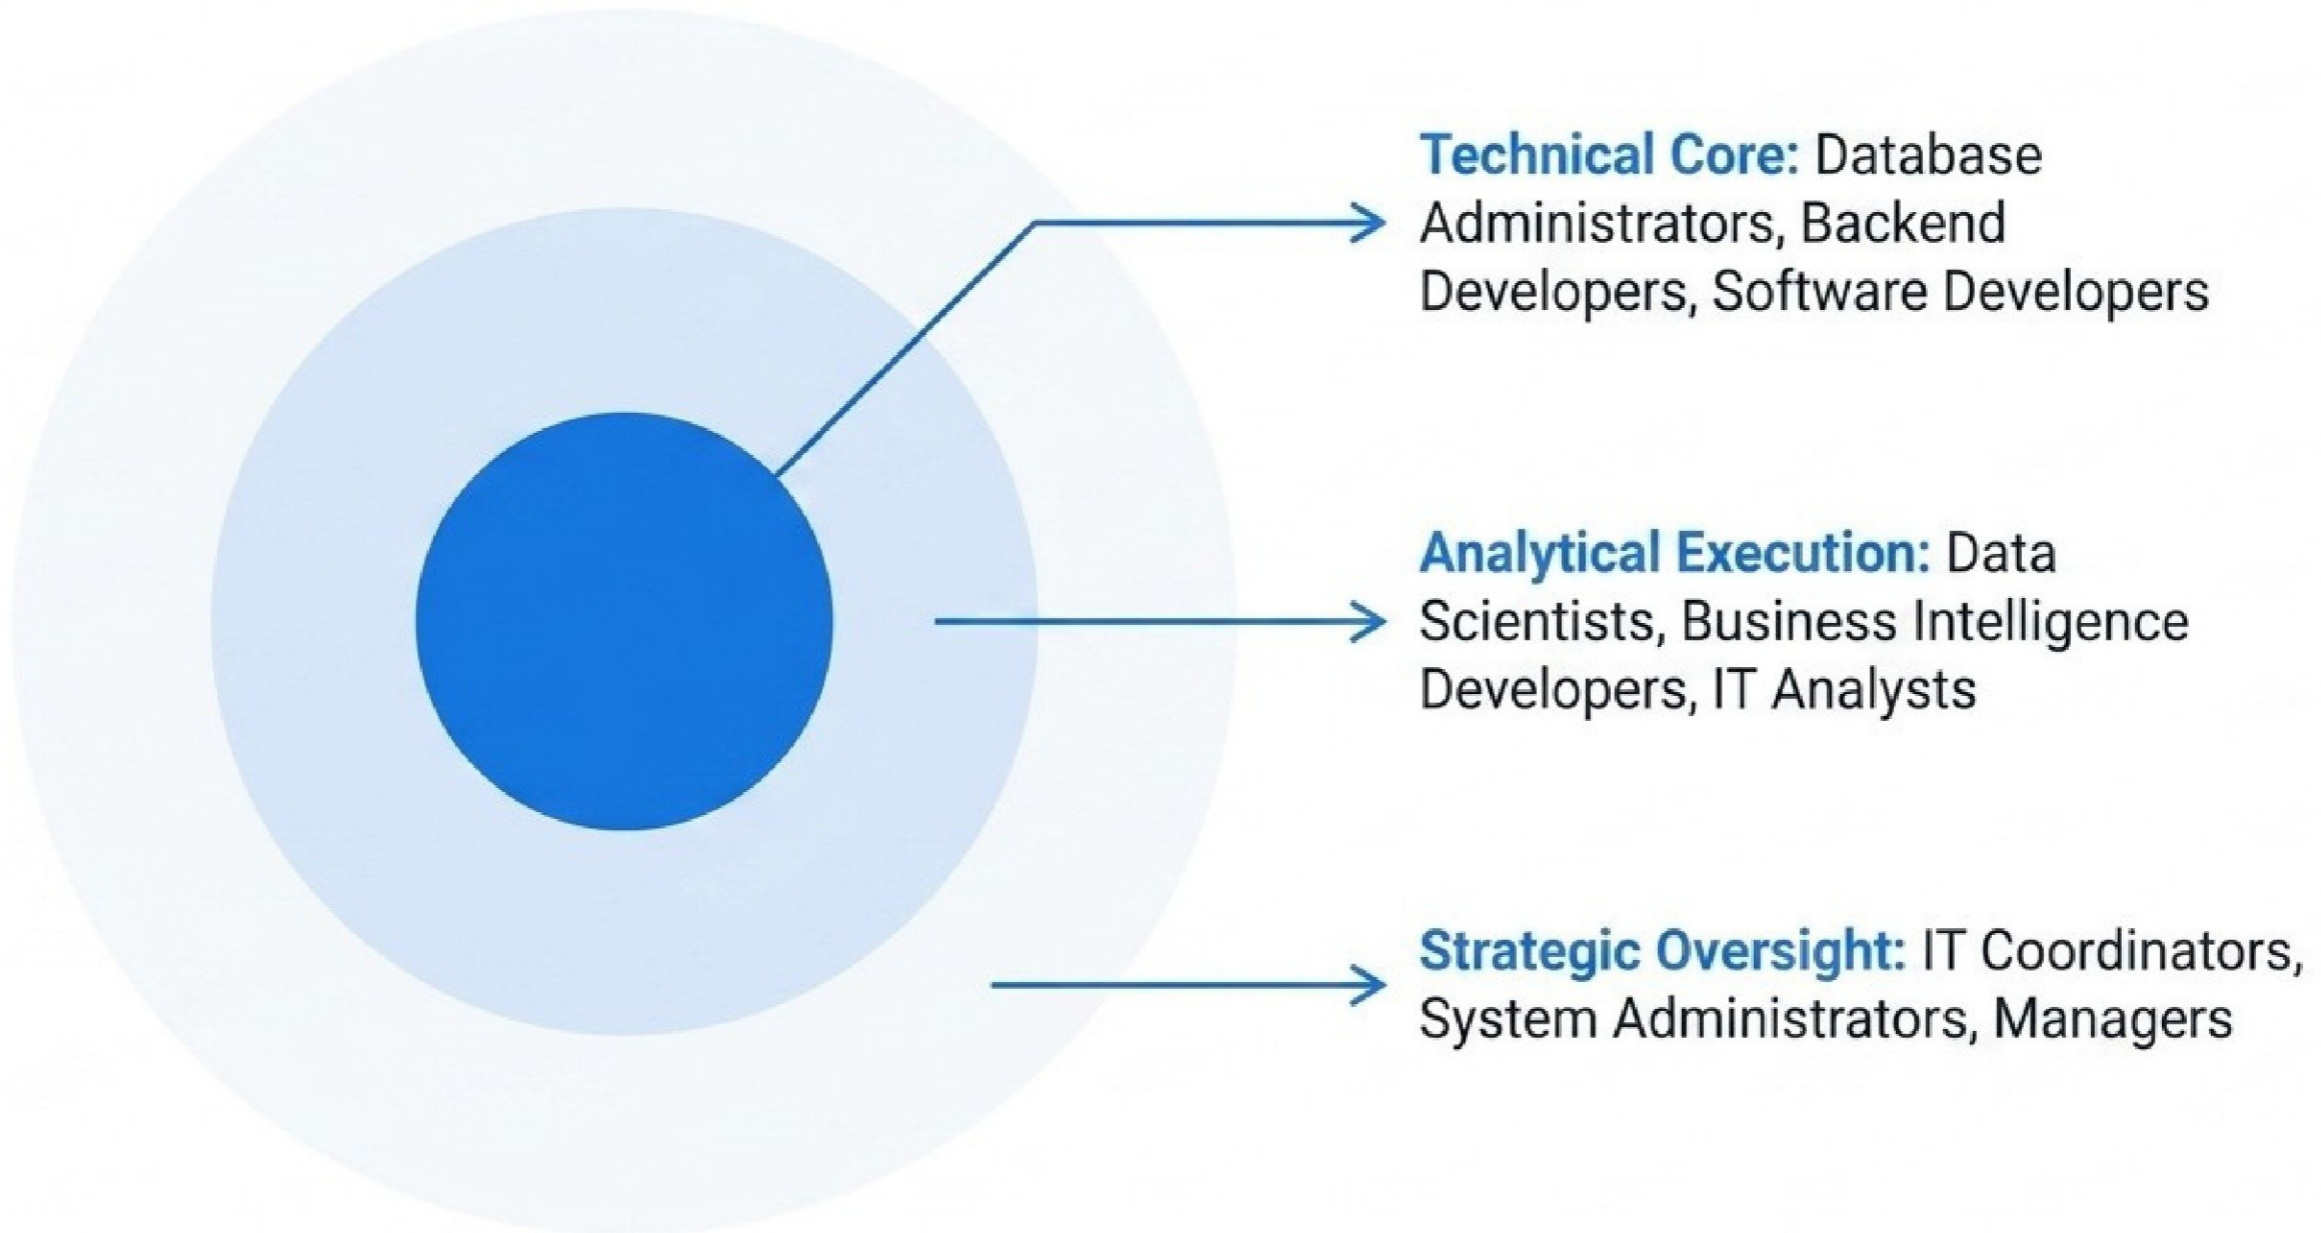 Technical Core: Database
Administrators, Backend
Developers, Software Developers
Analytical Execution: Data
Scientists, Business Intelligence
Developers, IT Analysts
Strategic Oversight: IT Coordinators,
System Administrators, Managers